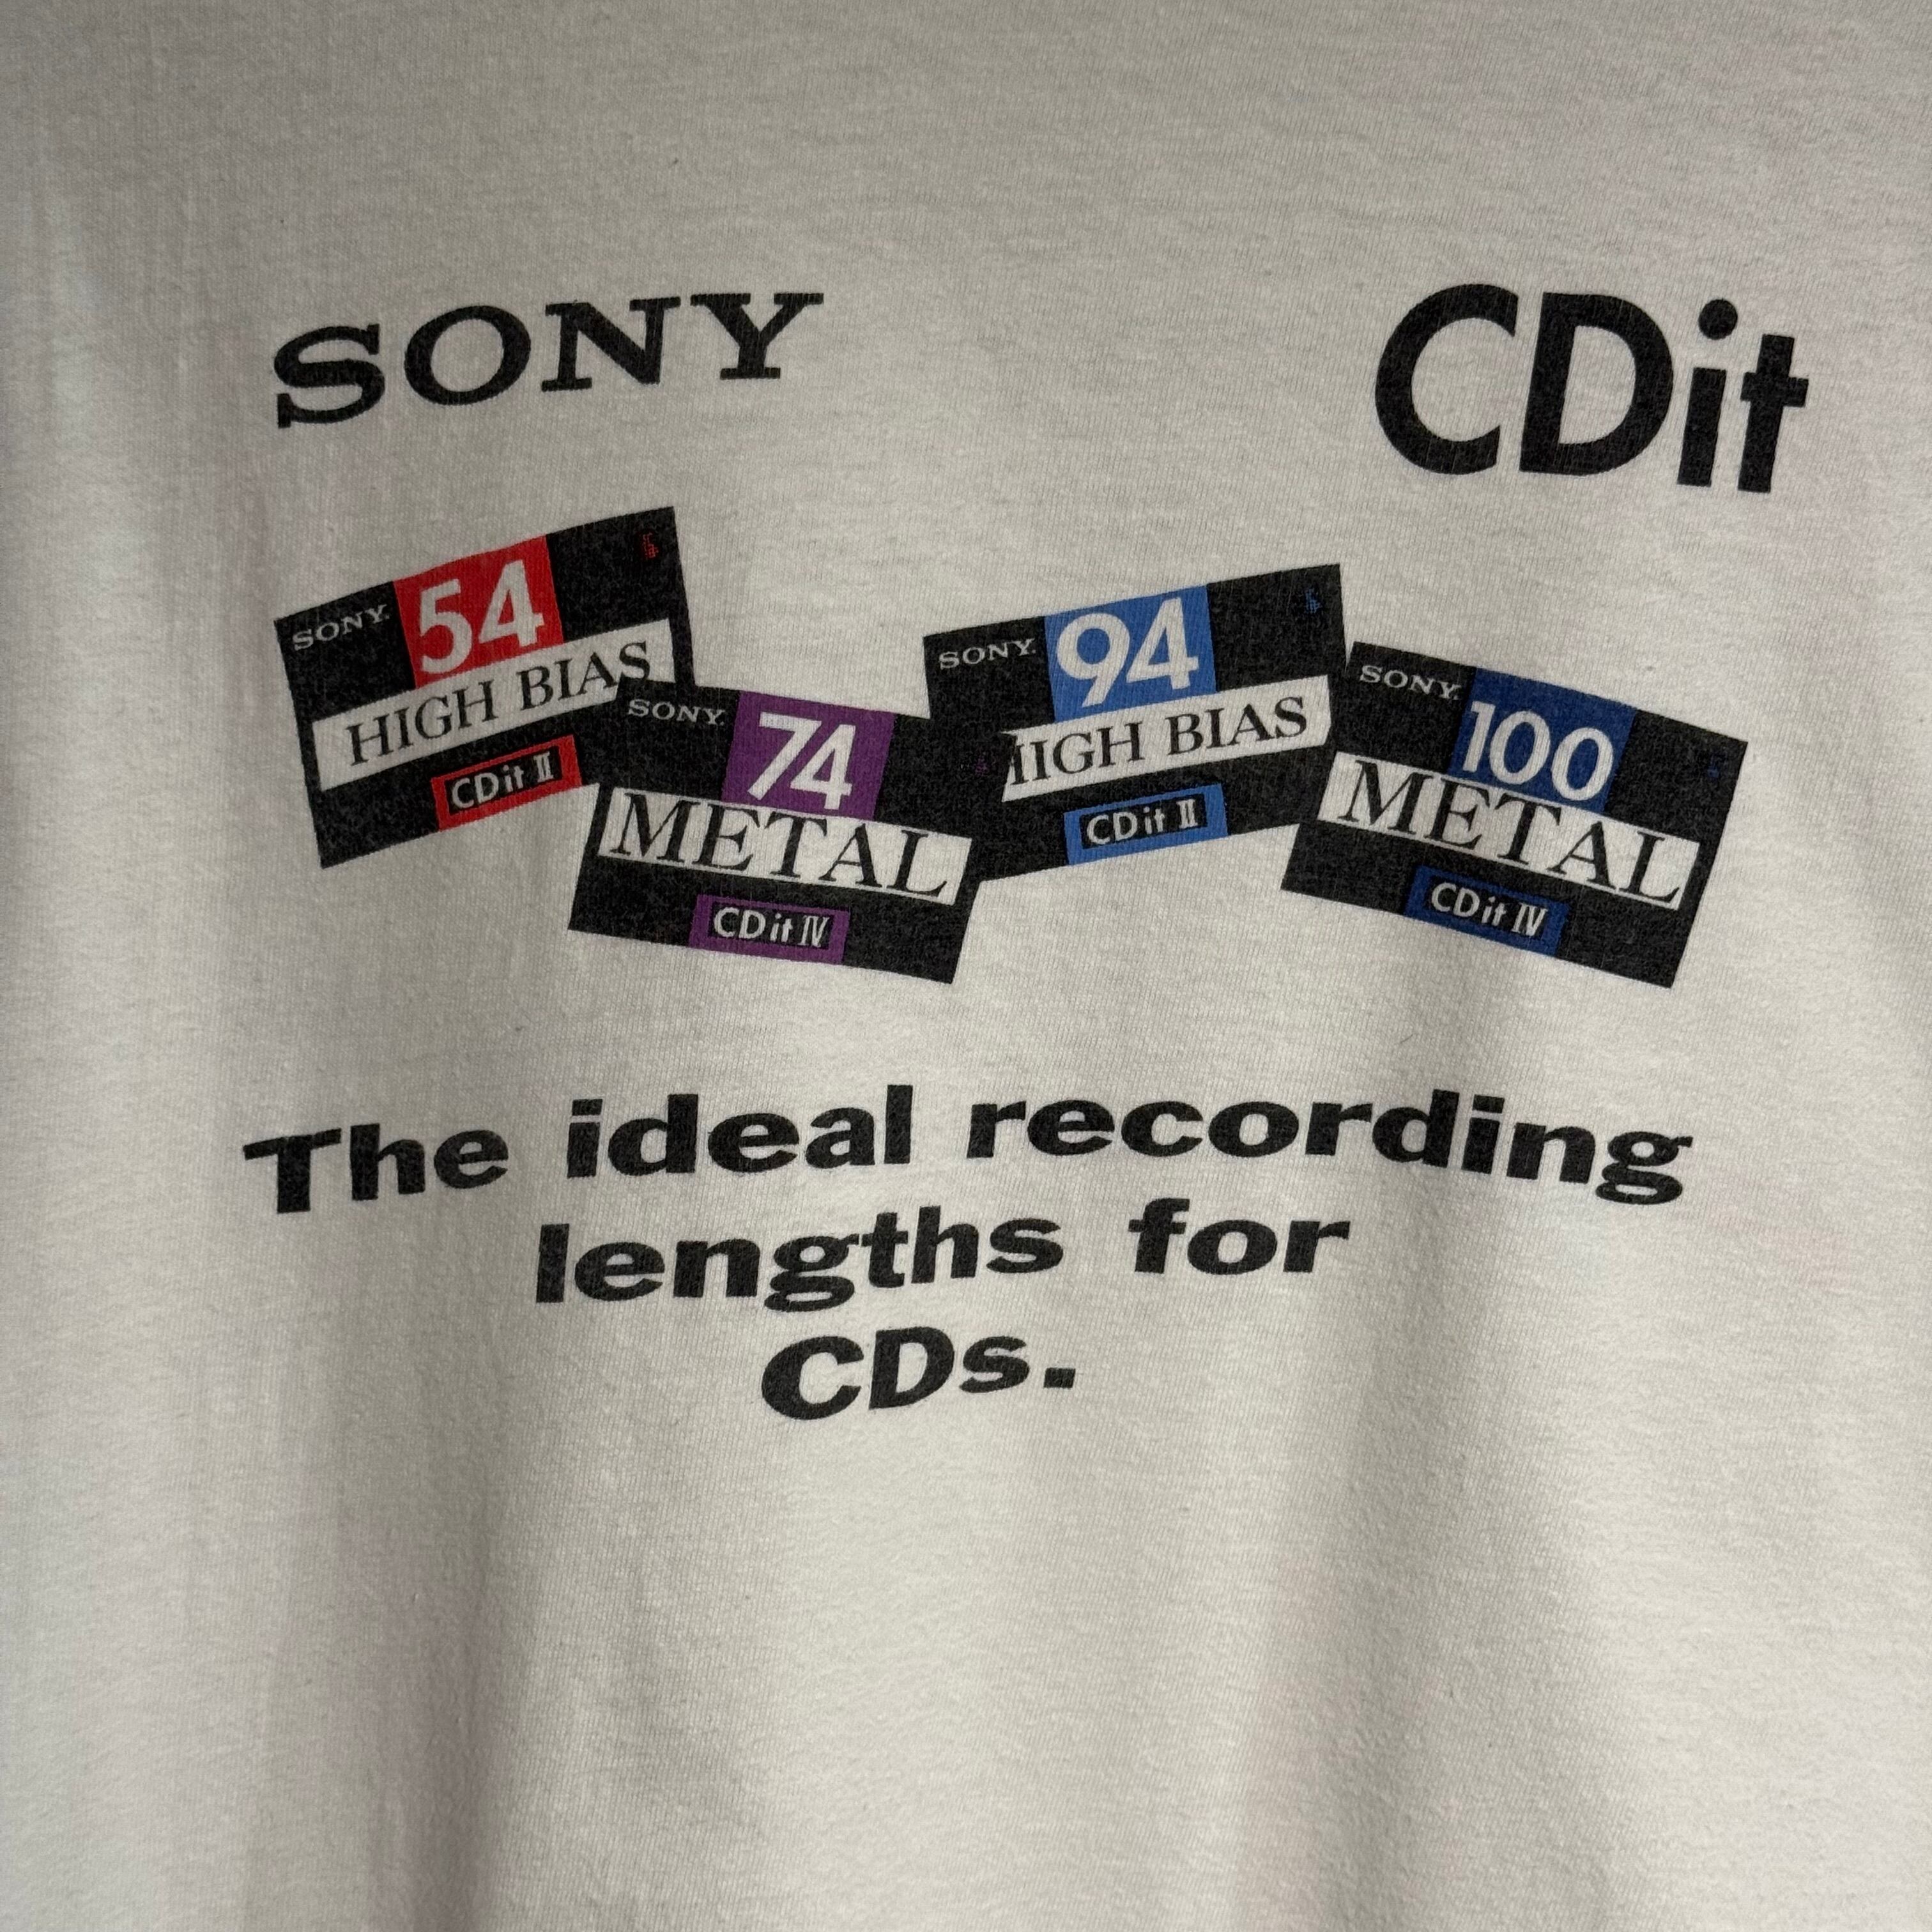 SONY
CDit
SONY.
54
HIGH BIAS
CDit II
SONY.
74
METAL
CDit IV
SONY.
94
HIGH BIAS
CDit II
SONY.
100
METAL
CDit IV
The ideal recording
lengths for
CDs.